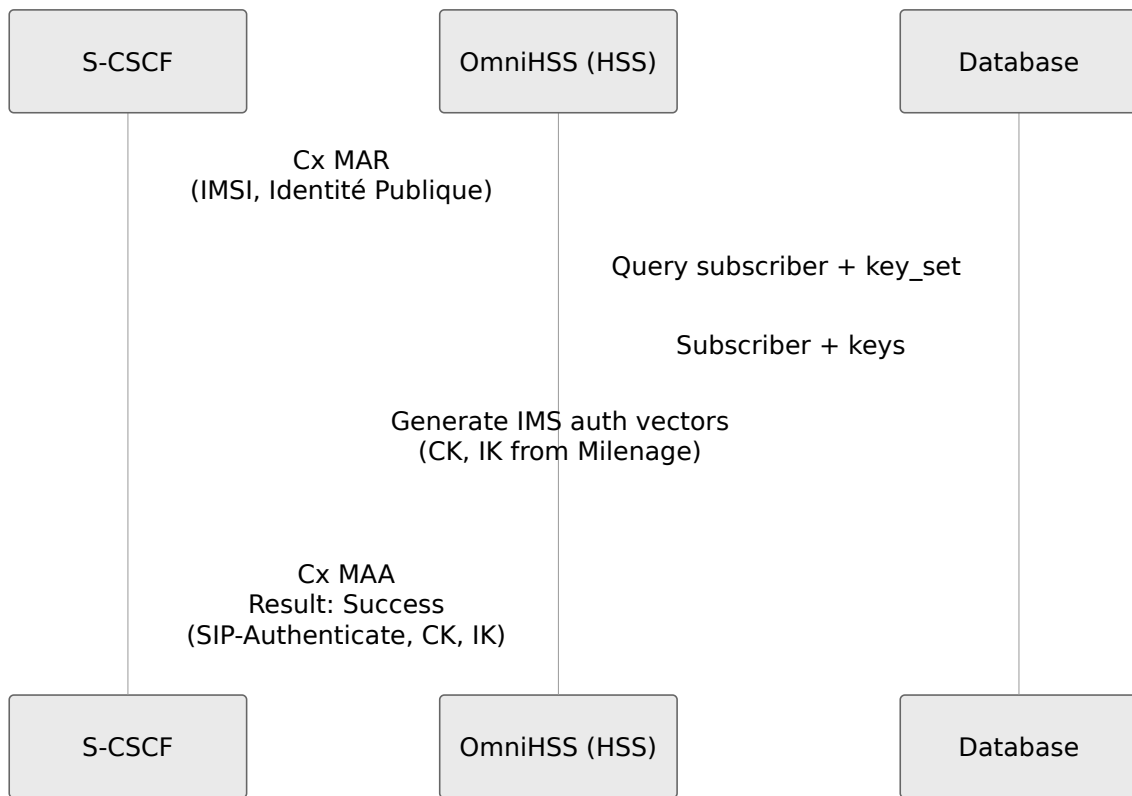 S-CSCF
OmniHSS (HSS)
Database
Cx MAR
(IMSI, Identité Publique)
Query subscriber + key_set
Subscriber + keys
Generate IMS auth vectors
(CK, IK from Milenage)
Cx MAA
Result: Success
(SIP-Authenticate, CK, IK)
S-CSCF
OmniHSS (HSS)
Database